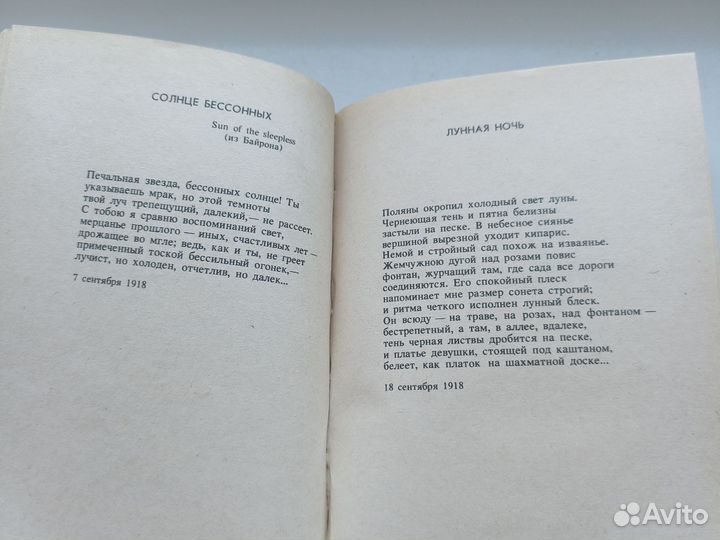 СОЛНЦЕ БЕССОННЫХ
Sun of the sleepless
(из Байрона)
Печальная звезда, бессонных солнце! Ты
указываешь мрак, но этой темноты
твой луч трепещущий, далекий,— не рассеет.
С тобою я сравню воспоминаний свет,
мерцанье прошлого — иных, счастливых лет —
дрожащее во мгле; ведь, как и ты, не греет
примеченный тоской бессильный огонек,—
лучист, но холоден, отчетлив, но далек...
7 сентября 1918
ЛУННАЯ НОЧЬ
Поляны окропил холодный свет луны.
Чернеющая тень и пятна белизны
застыли на песке. В небесное сиянье
вершиной вырезной уходит кипарис.
Немой и стройный сад похож на изваянье.
Жемчужною дугой над розами повис
фонтан, журчащий там, где сада все дороги
соединяются. Его спокойный плеск
напоминает мне размер сонета строгий;
и ритма четкого исполнен лунный блеск.
Он всюду — на траве, на розах, над фонтаном —
бестрепетный, а там, в аллее, вдалеке,
тень черная листвы дробится на песке,
и платье девушки, стоящей под каштаном,
белеет, как платок на шахматной доске...
18 сентября 1918
Avito